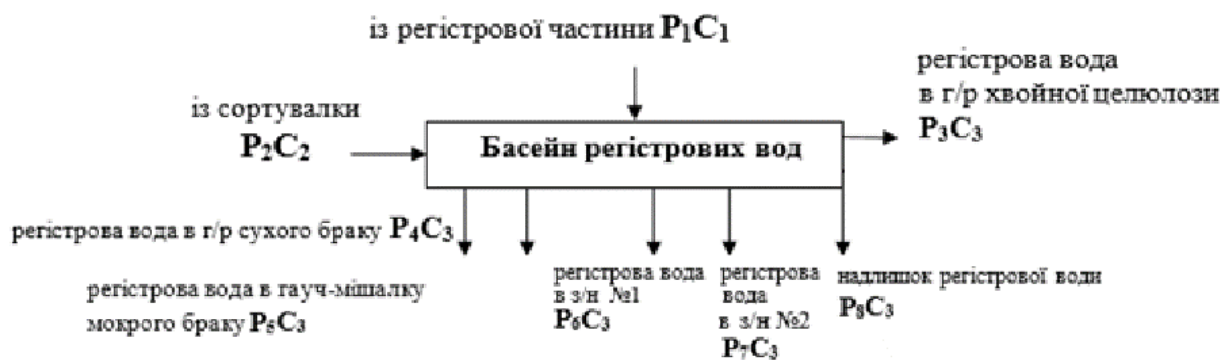 із регістрової частини P₁C₁
регістрова вода
в г/р хвойної целюлози
P₃C₃
із сортувалки
P₂C₂
Басейн регістрових вод
регістрова вода в г/р сухого браку P₄C₃
регістрова вода в гауч-мішалку
мокрого браку P₅C₃
регістрова вода
в з/н №1
P₆C₃
регістрова
вода
в з/н №2
P₇C₃
надлишок регістрової води
P₈C₃